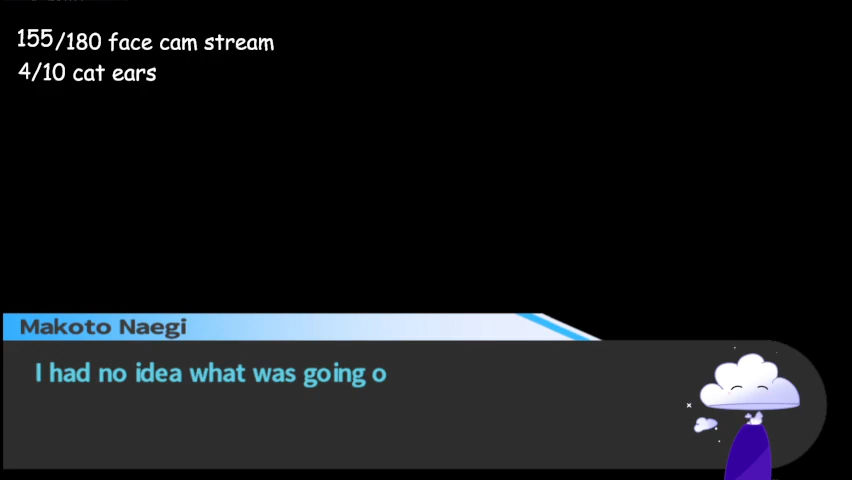 155/180 face cam stream
4/10 cat ears
Makoto Naegi
I had no idea what was going o